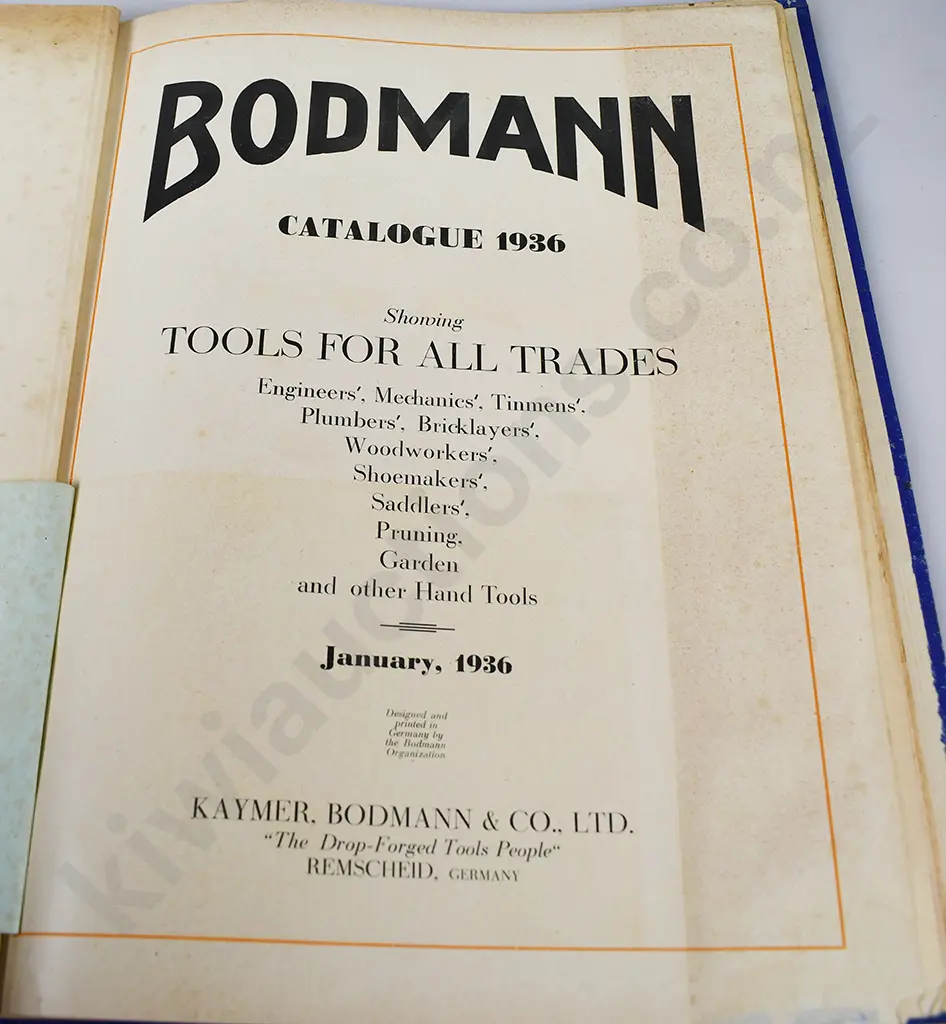 BODMANN
CATALOGUE 1936
Showing
TOOLS FOR ALL TRADES
Engineers', Mechanics', Tinmens',
Plumbers', Bricklayers',
Woodworkers',
Shoemakers',
Saddlers',
Pruning,
Garden
and other Hand Tools
January, 1936
Designed and
printed in
Germany by
the Bodmann
Organization
KAYMER, BODMANN & CO., LTD.
"The Drop-Forged Tools People"
REMSCHEID, GERMANY
kiwiauctions.co.n